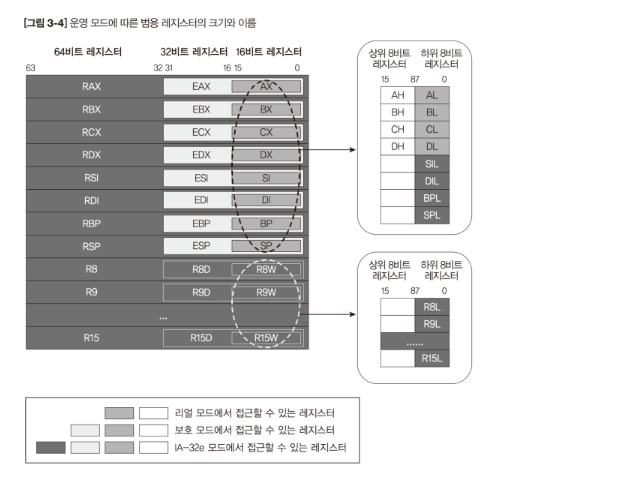 [그림 3-4] 운영 모드에 따른 범용 레지스터의 크기와 이름
64비트 레지스터 32비트 레지스터 16비트 레지스터
63 32 31 16 15 0
RAX EAX AX
RBX EBX BX
RCX ECX CX
RDX EDX DX
RSI ESI SI
RDI EDI DI
RBP EBP BP
RSP ESP SP
R8 R8D R8W
R9 R9D R9W
...
R15 R15D R15W
상위 8비트 하위 8비트
레지스터 레지스터
15 87 0
AH AL
BH BL
CH CL
DH DL
SIL
DIL
BPL
SPL
상위 8비트 하위 8비트
레지스터 레지스터
15 87 0
R8L
R9L
......
R15L
리얼 모드에서 접근할 수 있는 레지스터
보호 모드에서 접근할 수 있는 레지스터
IA-32e 모드에서 접근할 수 있는 레지스터